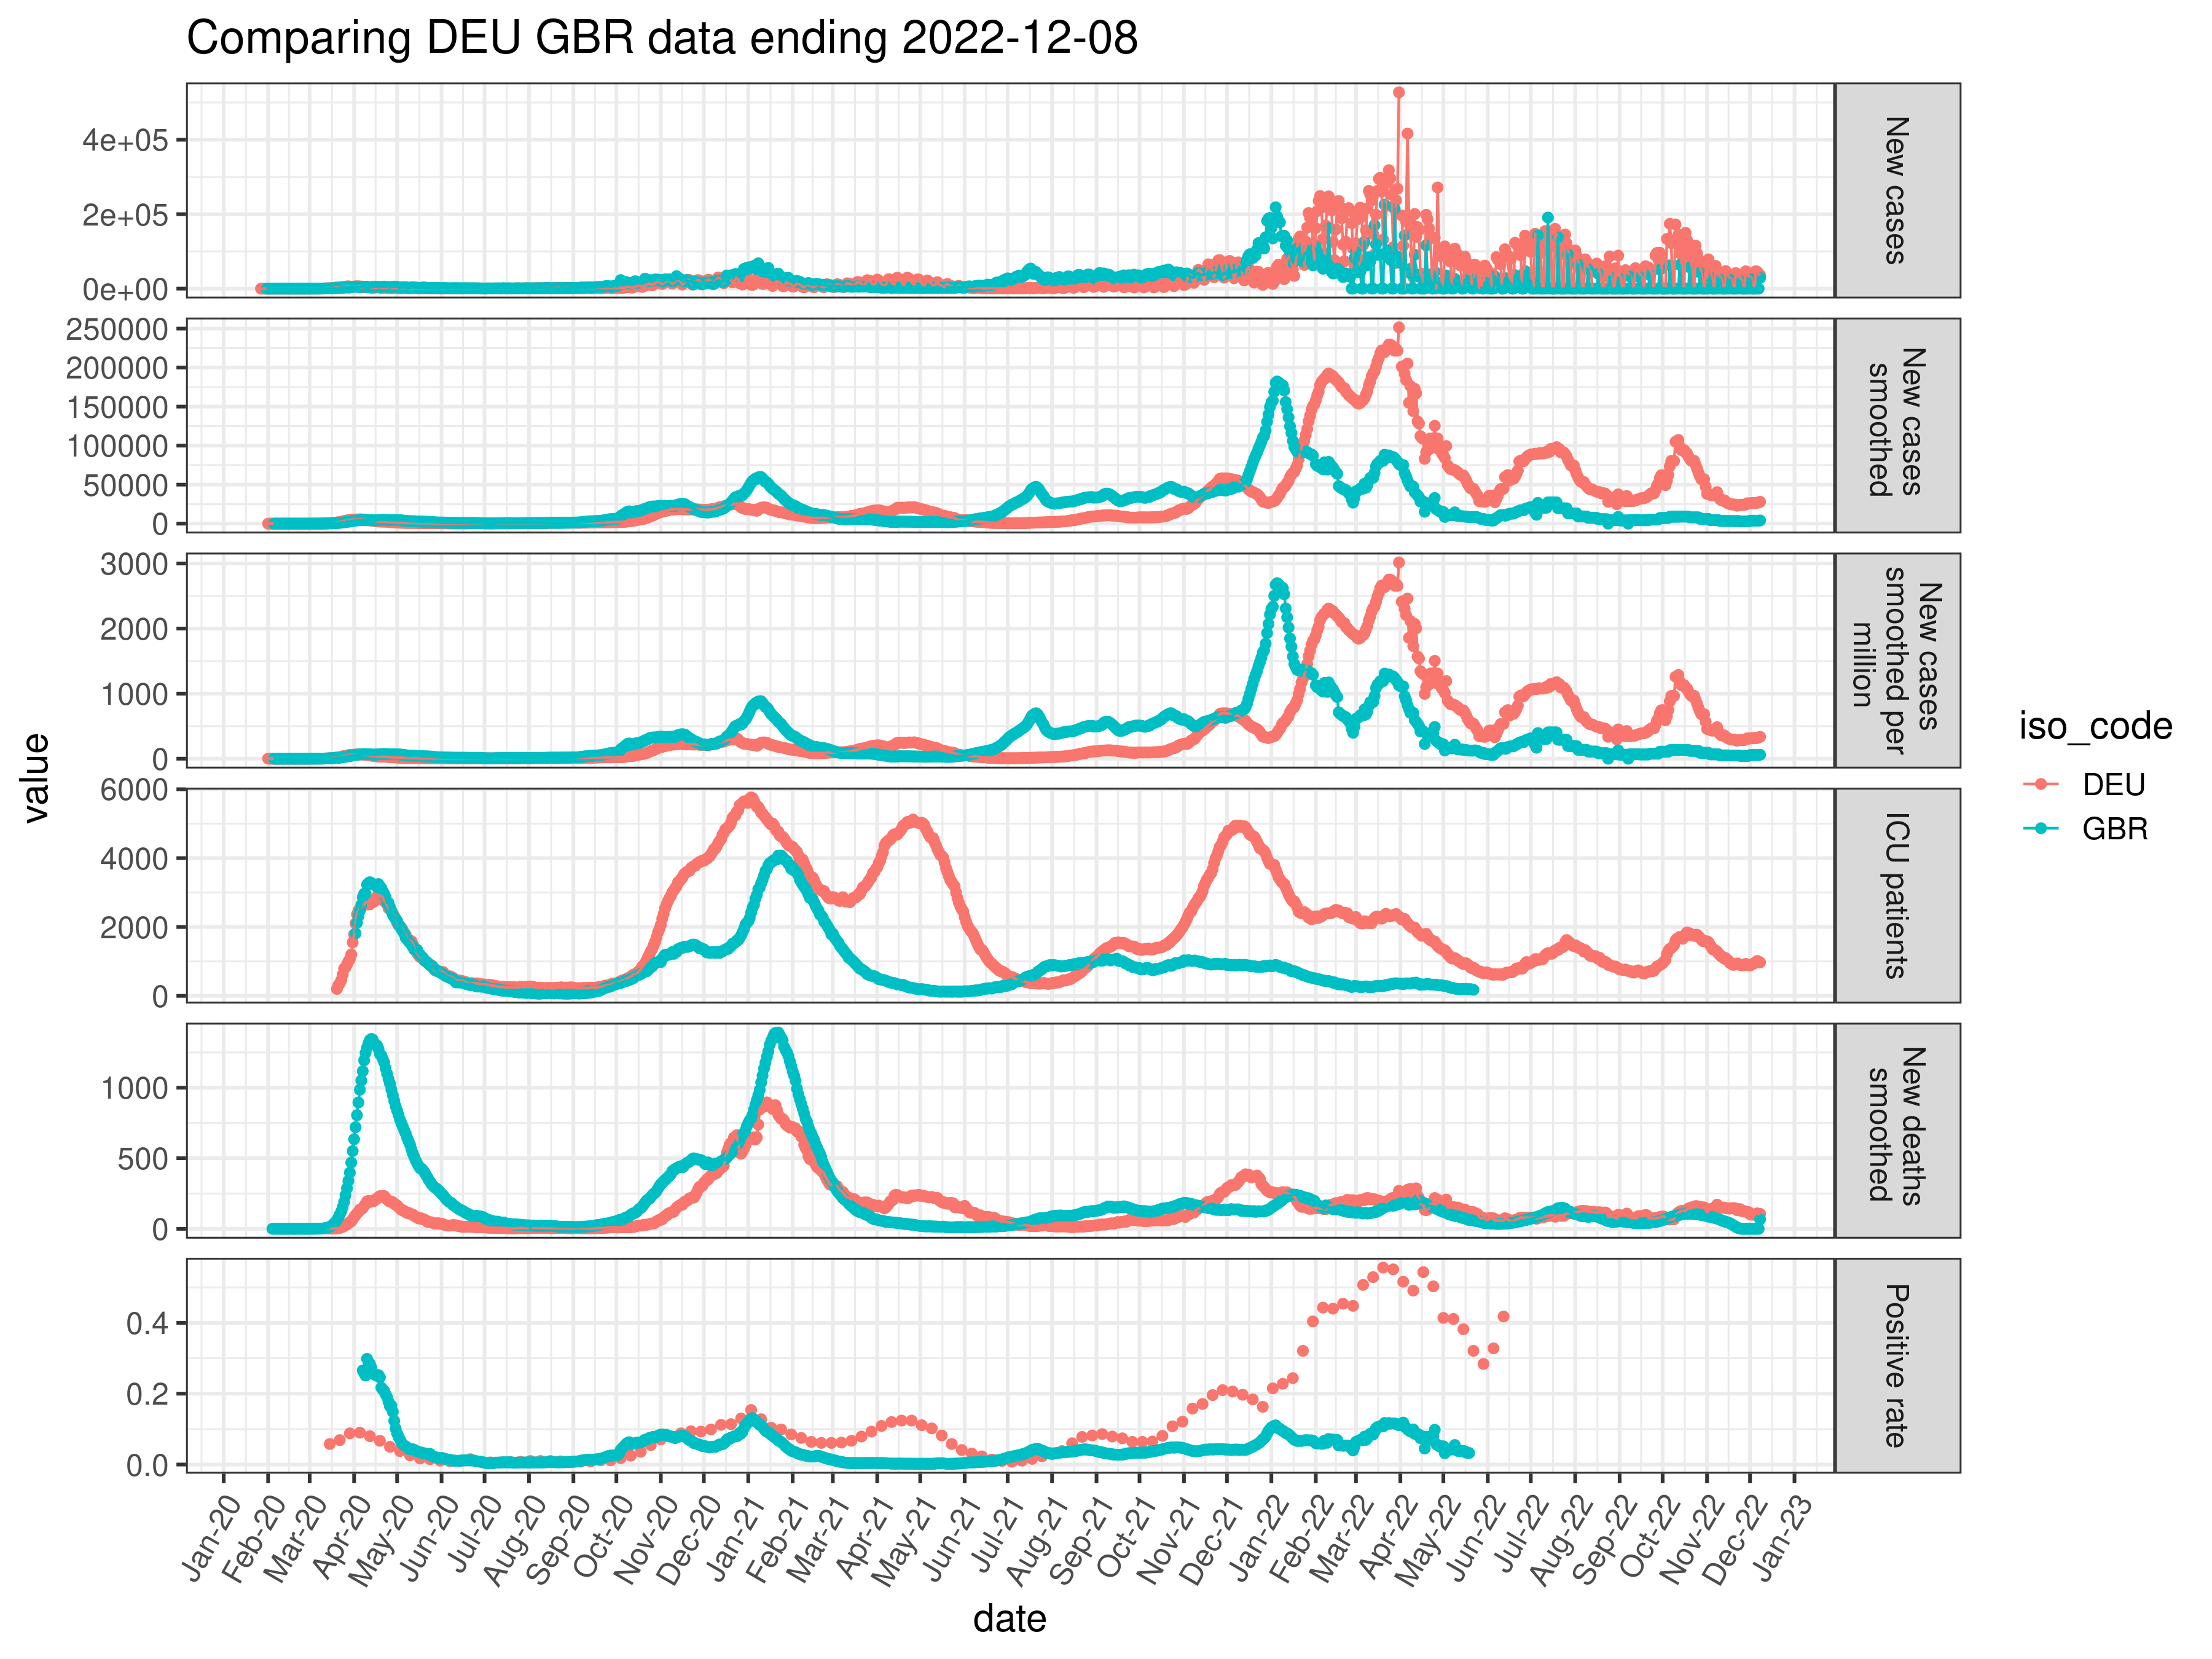 Comparing DEU GBR data ending 2022-12-08
4e+05
2e+05
0e+00
New cases
250000
200000
150000
100000
50000
0
New cases
smoothed
3000
2000
1000
0
New cases
smoothed per
million
6000
4000
2000
0
ICU patients
1000
500
0
New deaths
smoothed
0.4
0.2
0.0
Positive rate
value
Jan-20
Feb-20
Mar-20
Apr-20
May-20
Jun-20
Jul-20
Aug-20
Sep-20
Oct-20
Nov-20
Dec-20
Jan-21
Feb-21
Mar-21
Apr-21
May-21
Jun-21
Jul-21
Aug-21
Sep-21
Oct-21
Nov-21
Dec-21
Jan-22
Feb-22
Mar-22
Apr-22
May-22
Jun-22
Jul-22
Aug-22
Sep-22
Oct-22
Nov-22
Dec-22
Jan-23
date
iso_code
DEU
GBR